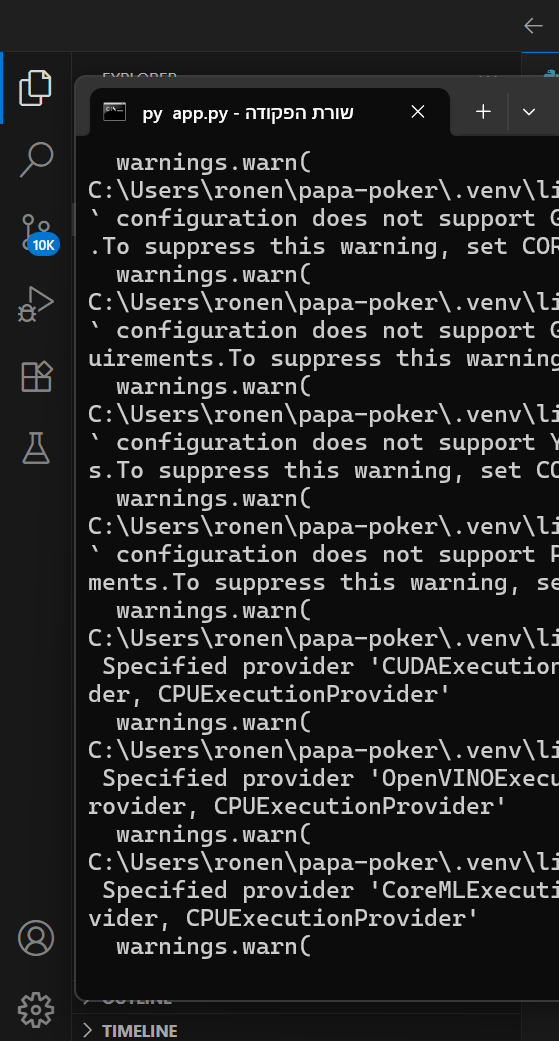 EXPLORER
py app.py - שורת הפקודה
10K
warnings.warn(
C:\Users\ronen\papa-poker\.venv\li
` configuration does not support G
.To suppress this warning, set COR
warnings.warn(
C:\Users\ronen\papa-poker\.venv\li
` configuration does not support G
uirements.To suppress this warning
warnings.warn(
C:\Users\ronen\papa-poker\.venv\li
` configuration does not support Y
s.To suppress this warning, set CO
warnings.warn(
C:\Users\ronen\papa-poker\.venv\li
` configuration does not support P
ments.To suppress this warning, se
warnings.warn(
C:\Users\ronen\papa-poker\.venv\li
Specified provider 'CUDAExecution
der, CPUExecutionProvider'
warnings.warn(
C:\Users\ronen\papa-poker\.venv\li
Specified provider 'OpenVINOExecu
rovider, CPUExecutionProvider'
warnings.warn(
C:\Users\ronen\papa-poker\.venv\li
Specified provider 'CoreMLExecuti
vider, CPUExecutionProvider'
warnings.warn(
OUTLINE
TIMELINE